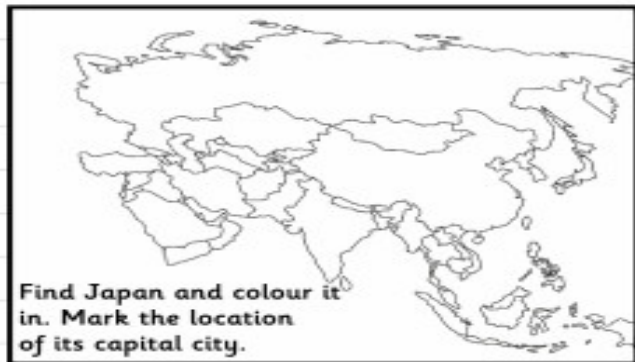 Find Japan and colour it
in. Mark the location
of its capital city.